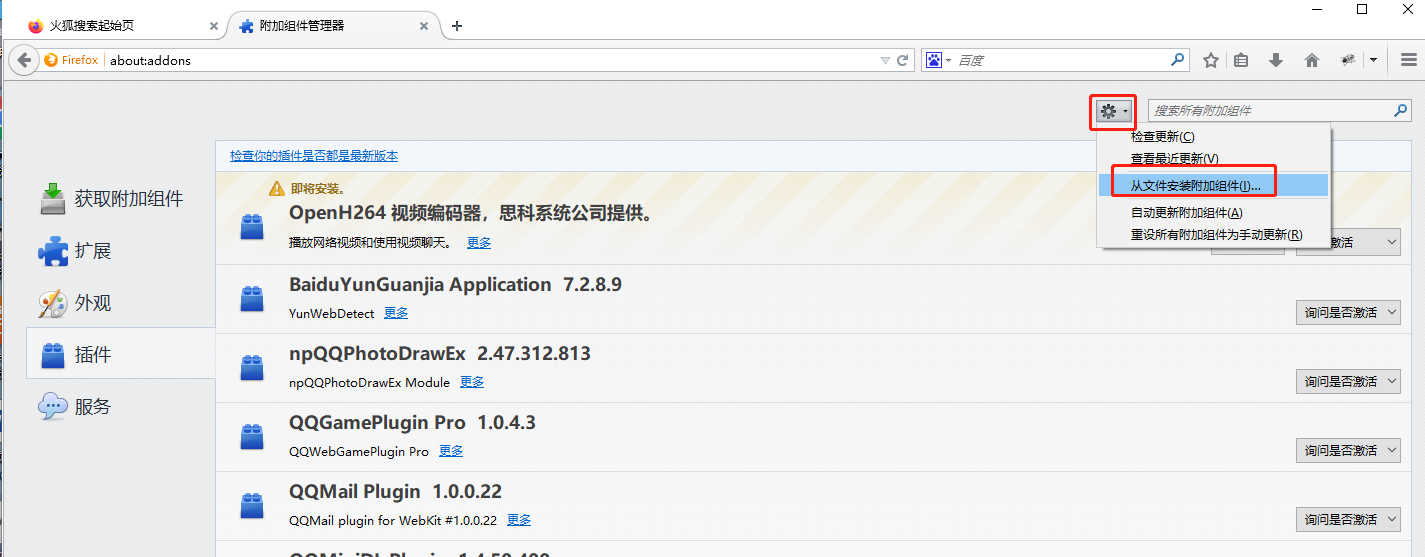 火狐搜索起始页
附加组件管理器
Firefox about:addons
百度
搜索所有附加组件
检查更新(C)
查看最近更新(V)
从文件安装附加组件(I)...
自动更新附加组件(A)
重设所有附加组件为手动更新(R)
获取附加组件
扩展
外观
插件
服务
检查你的插件是否都是最新版本
即将安装。
OpenH264 视频编码器，思科系统公司提供。
播放网络视频和使用视频聊天。 更多
激活
BaiduYunGuanjia Application 7.2.8.9
YunWebDetect 更多
询问是否激活
npQQPhotoDrawEx 2.47.312.813
npQQPhotoDrawEx Module 更多
询问是否激活
QQGamePlugin Pro 1.0.4.3
QQWebGamePlugin Pro 更多
询问是否激活
QQMail Plugin 1.0.0.22
QQMail plugin for WebKit #1.0.0.22 更多
询问是否激活